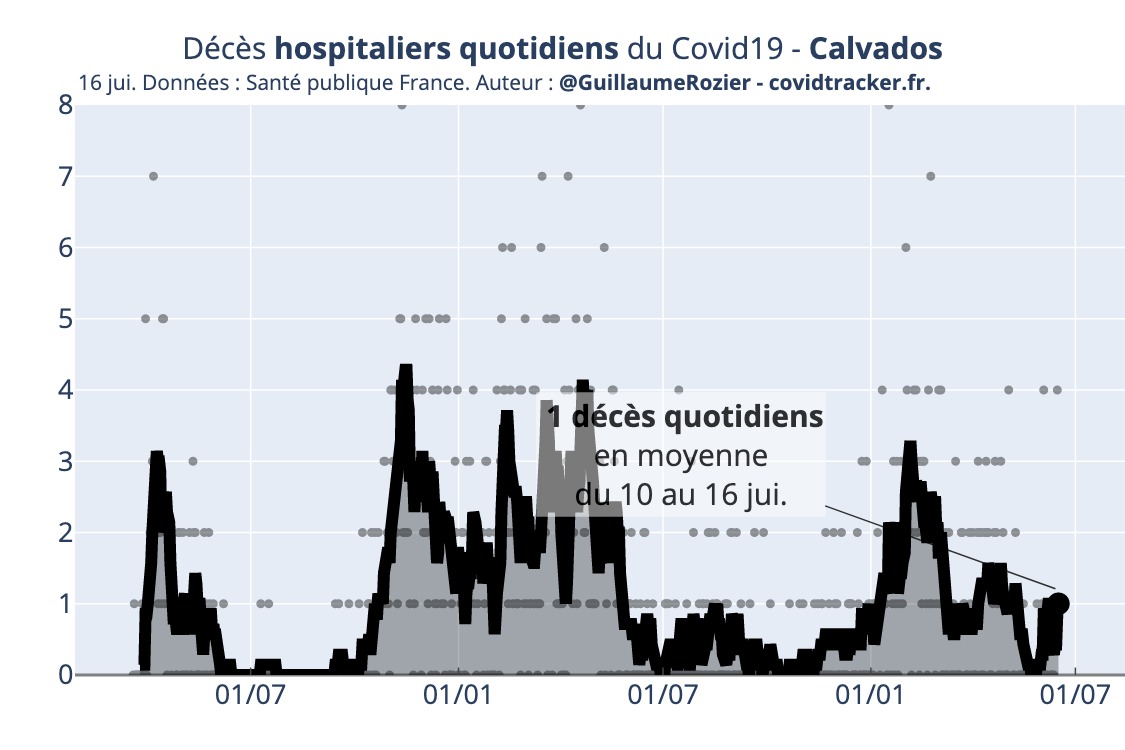 Décès hospitaliers quotidiens du Covid19 - Calvados
16 jui. Données : Santé publique France. Auteur : @GuillaumeRozier - covidtracker.fr.
8
7
6
5
4
3
2
1
0
1 décès quotidiens
en moyenne
du 10 au 16 jui.
01/07 01/01 01/07 01/01 01/07